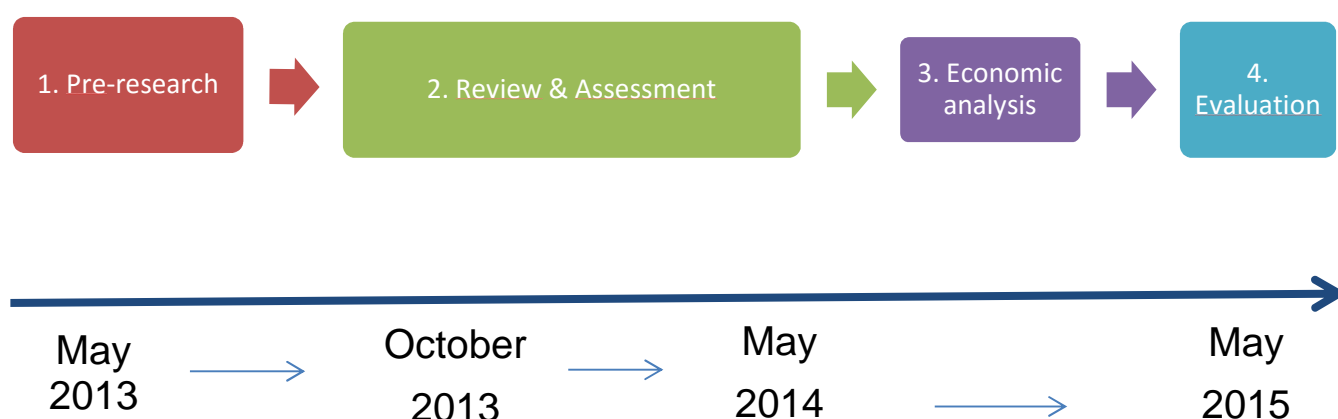 1. Pre-research
2. Review & Assessment
3. Economic
analysis
4.
Evaluation
May
2013
October
2013
May
2014
May
2015